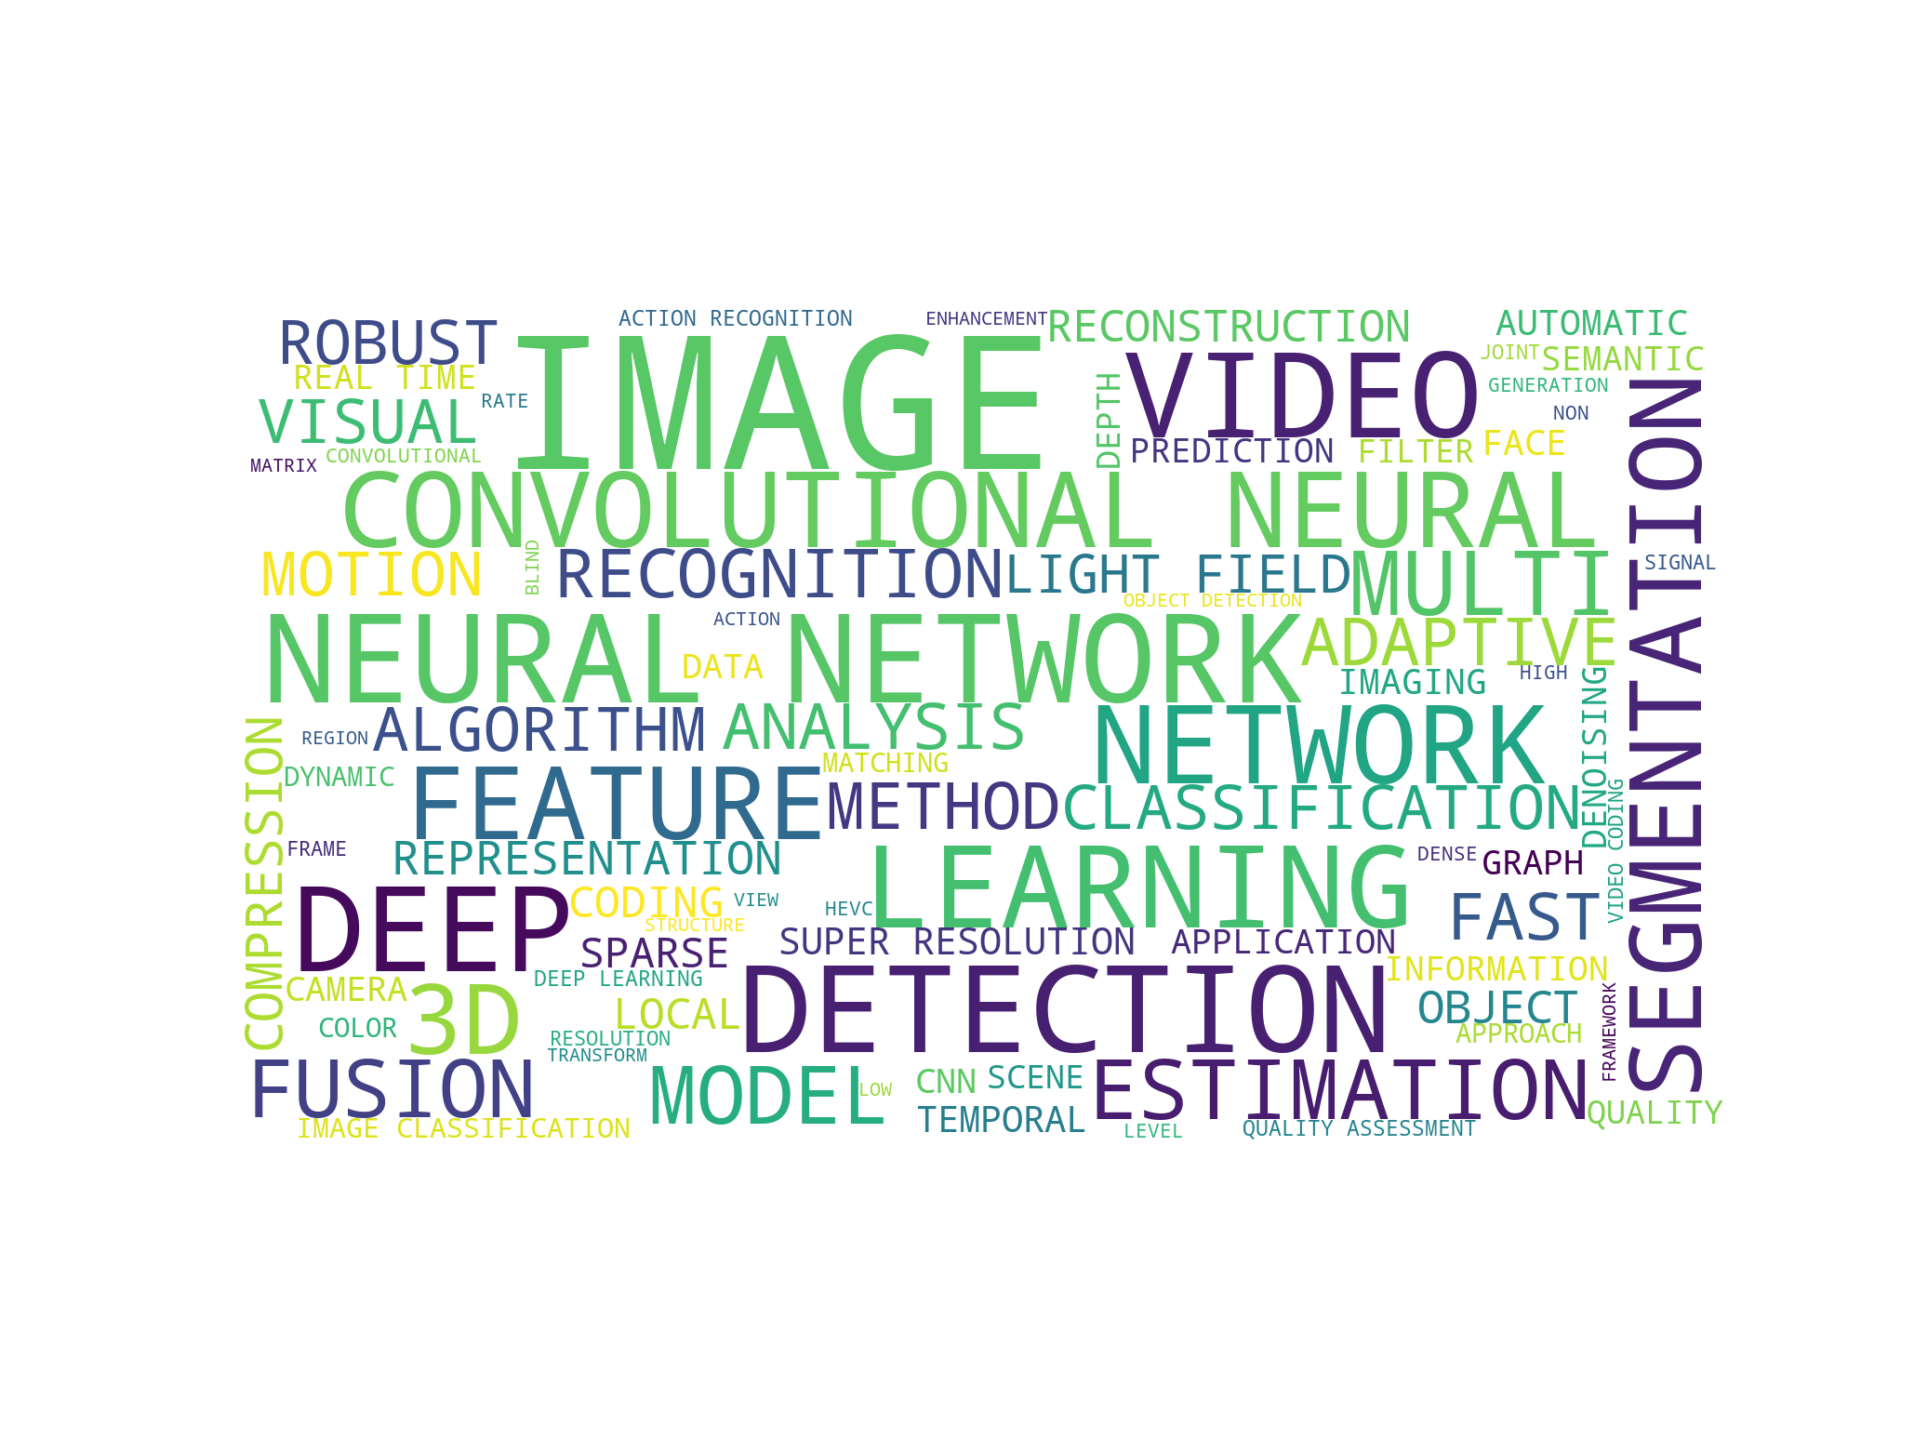 ROBUST
ACTION RECOGNITION
ENHANCEMENT
RECONSTRUCTION
AUTOMATIC
IMAGE
VIDEO
JOINT
SEMANTIC
REAL TIME
RATE
DEPTH
GENERATION
VISUAL
NON
CONVOLUTIONAL
MATRIX
PREDICTION
FILTER
FACE
SEGMENTATION
CONVOLUTIONAL NEURAL
MOTION
BLIND
RECOGNITION
LIGHT FIELD
MULTI
SIGNAL
OBJECT DETECTION
ACTION
NEURAL NETWORK
ADAPTIVE
DATA
IMAGING
HIGH
DENOISING
COMPRESSION
REGION
ALGORITHM
ANALYSIS
NETWORK
DYNAMIC
MATCHING
FEATURE
METHOD
CLASSIFICATION
VIDEO CODING
FRAME
REPRESENTATION
LEARNING
DENSE
GRAPH
DEEP
CODING
VIEW
HEVC
FAST
STRUCTURE
SPARSE
SUPER RESOLUTION
APPLICATION
CAMERA
DEEP LEARNING
DETECTION
INFORMATION
3D
COLOR
LOCAL
OBJECT
RESOLUTION
APPROACH
FRAMEWORK
TRANSFORM
FUSION
MODEL
LOW
CNN
SCENE
ESTIMATION
IMAGE CLASSIFICATION
TEMPORAL
LEVEL
QUALITY ASSESSMENT
QUALITY